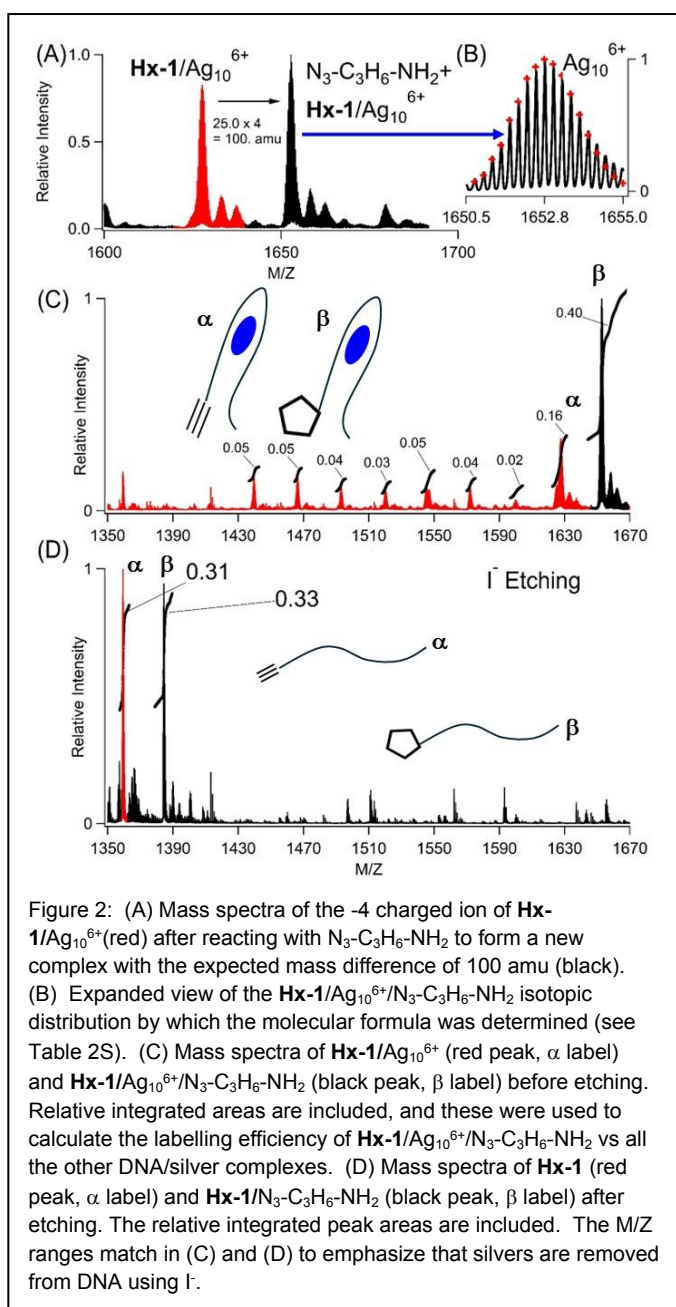 (A)
Hx-1/Ag10 6+
N3-C3H6-NH2+
Hx-1/Ag10 6+
25.0 x 4
= 100. amu
1.0
0.5
0.0
Relative Intensity
1600
1650
1700
M/Z
(B)
Ag10 6+
1
0
1650.5
1652.8
1655.0
(C)
1
0
Relative Intensity
α
β
0.05
0.05
0.04
0.03
0.05
0.04
0.02
0.16
α
0.40
β
1350
1390
1430
1470
1510
1550
1590
1630
1670
M/Z
(D)
1
0
Relative Intensity
α
β
0.31
0.33
I- Etching
α
β
1350
1390
1430
1470
1510
1550
1590
1630
1670
M/Z
Figure 2: (A) Mass spectra of the -4 charged ion of Hx-
1/Ag10 6+(red) after reacting with N3-C3H6-NH2 to form a new
complex with the expected mass difference of 100 amu (black).
(B) Expanded view of the Hx-1/Ag10 6+/N3-C3H6-NH2 isotopic
distribution by which the molecular formula was determined (see
Table 2S). (C) Mass spectra of Hx-1/Ag10 6+ (red peak, α label)
and Hx-1/Ag10 6+/N3-C3H6-NH2 (black peak, β label) before etching.
Relative integrated areas are included, and these were used to
calculate the labelling efficiency of Hx-1/Ag10 6+/N3-C3H6-NH2 vs all
the other DNA/silver complexes. (D) Mass spectra of Hx-1 (red
peak, α label) and Hx-1/N3-C3H6-NH2 (black peak, β label) after
etching. The relative integrated peak areas are included. The M/Z
ranges match in (C) and (D) to emphasize that silvers are removed
from DNA using I-.